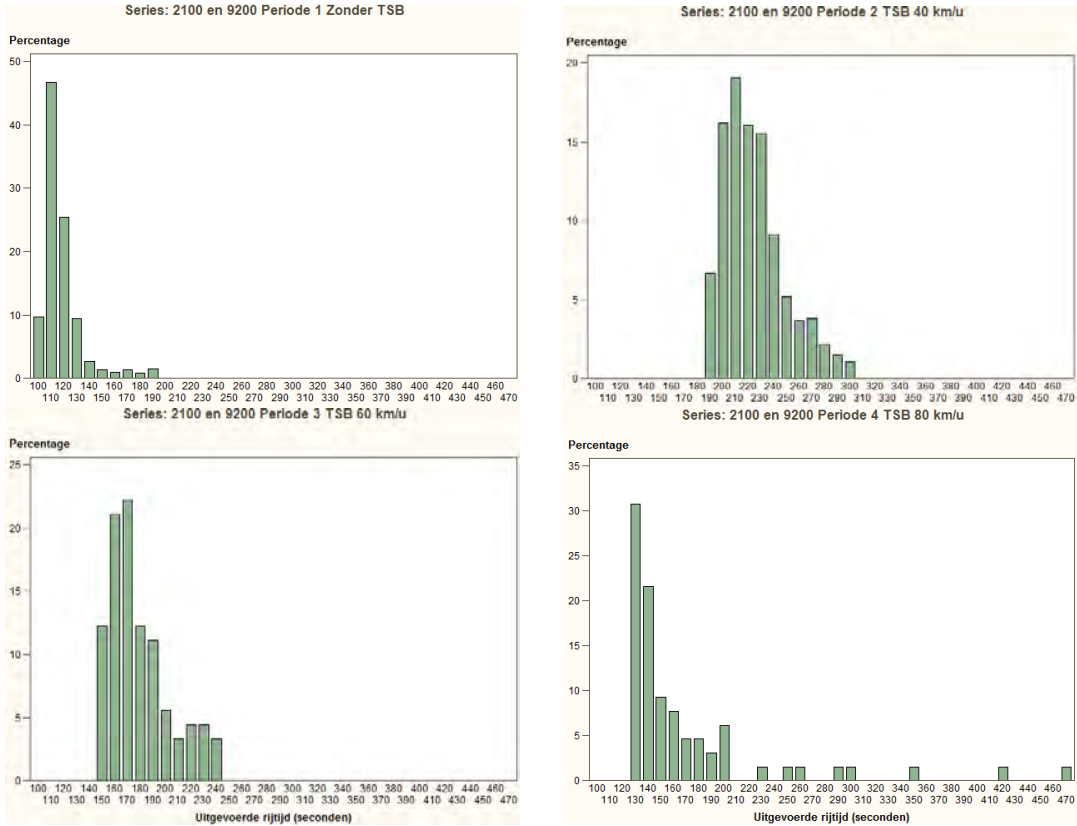 Series: 2100 en 9200 Periode 1 Zonder TSB
Percentage
50
40
30
20
10
0
100 120 140 160 180 200 220 240 260 280 300 320 340 360 380 400 420 440 460
110 130 150 170 190 210 230 250 270 290 310 330 350 370 390 410 430 450 470
Series: 2100 en 9200 Periode 2 TSB 40 km/u
Percentage
20
15
10
5
0
100 120 140 160 180 200 220 240 260 280 300 320 340 360 380 400 420 440 460
110 130 150 170 190 210 230 250 270 290 310 330 350 370 390 410 430 450 470
Series: 2100 en 9200 Periode 3 TSB 60 km/u
Percentage
25
20
15
10
5
0
100 120 140 160 180 200 220 240 260 280 300 320 340 360 380 400 420 440 460
110 130 150 170 190 210 230 250 270 290 310 330 350 370 390 410 430 450 470
Uitgevoerde rijtijd (seconden)
Series: 2100 en 9200 Periode 4 TSB 80 km/u
Percentage
35
30
25
20
15
10
5
0
100 120 140 160 180 200 220 240 260 280 300 320 340 360 380 400 420 440 460
110 130 150 170 190 210 230 250 270 290 310 330 350 370 390 410 430 450 470
Uitgevoerde rijtijd (seconden)